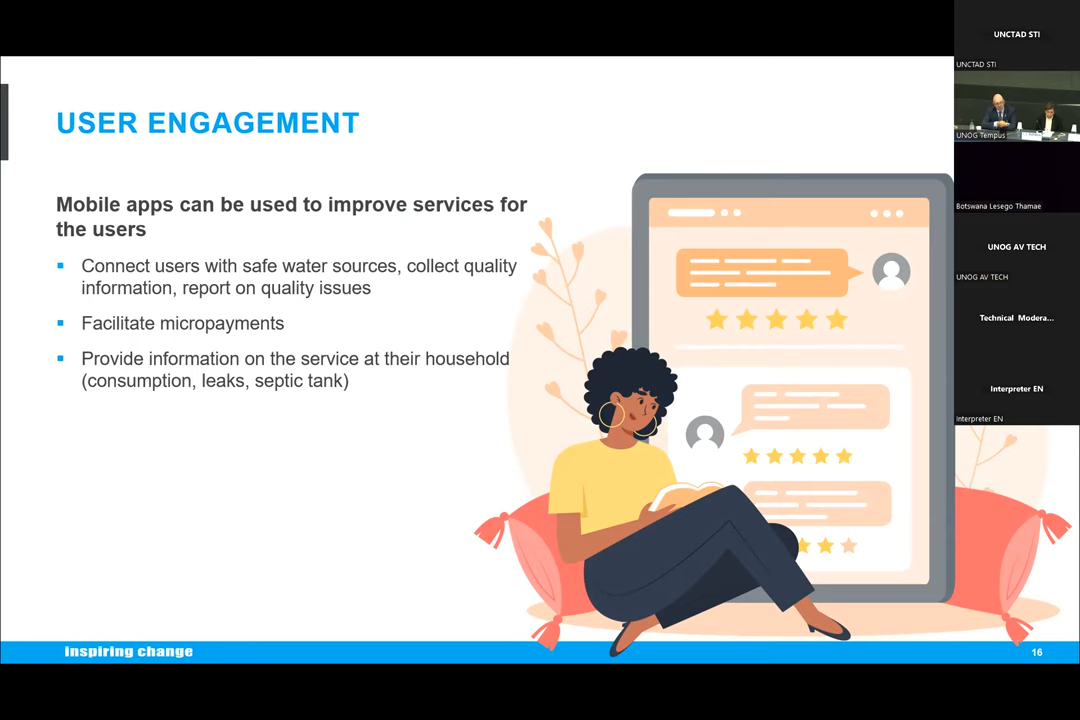 USER ENGAGEMENT
Mobile apps can be used to improve services for
the users
▪ Connect users with safe water sources, collect quality
information, report on quality issues
▪ Facilitate micropayments
▪ Provide information on the service at their household
(consumption, leaks, septic tank)
inspiring change
16
UNCTAD STI
UNCTAD STI
UNOG Tempus
Botswana Lesego Thamae
UNOG AV TECH
UNOG AV TECH
Technical Modera...
Interpreter EN
Interpreter EN